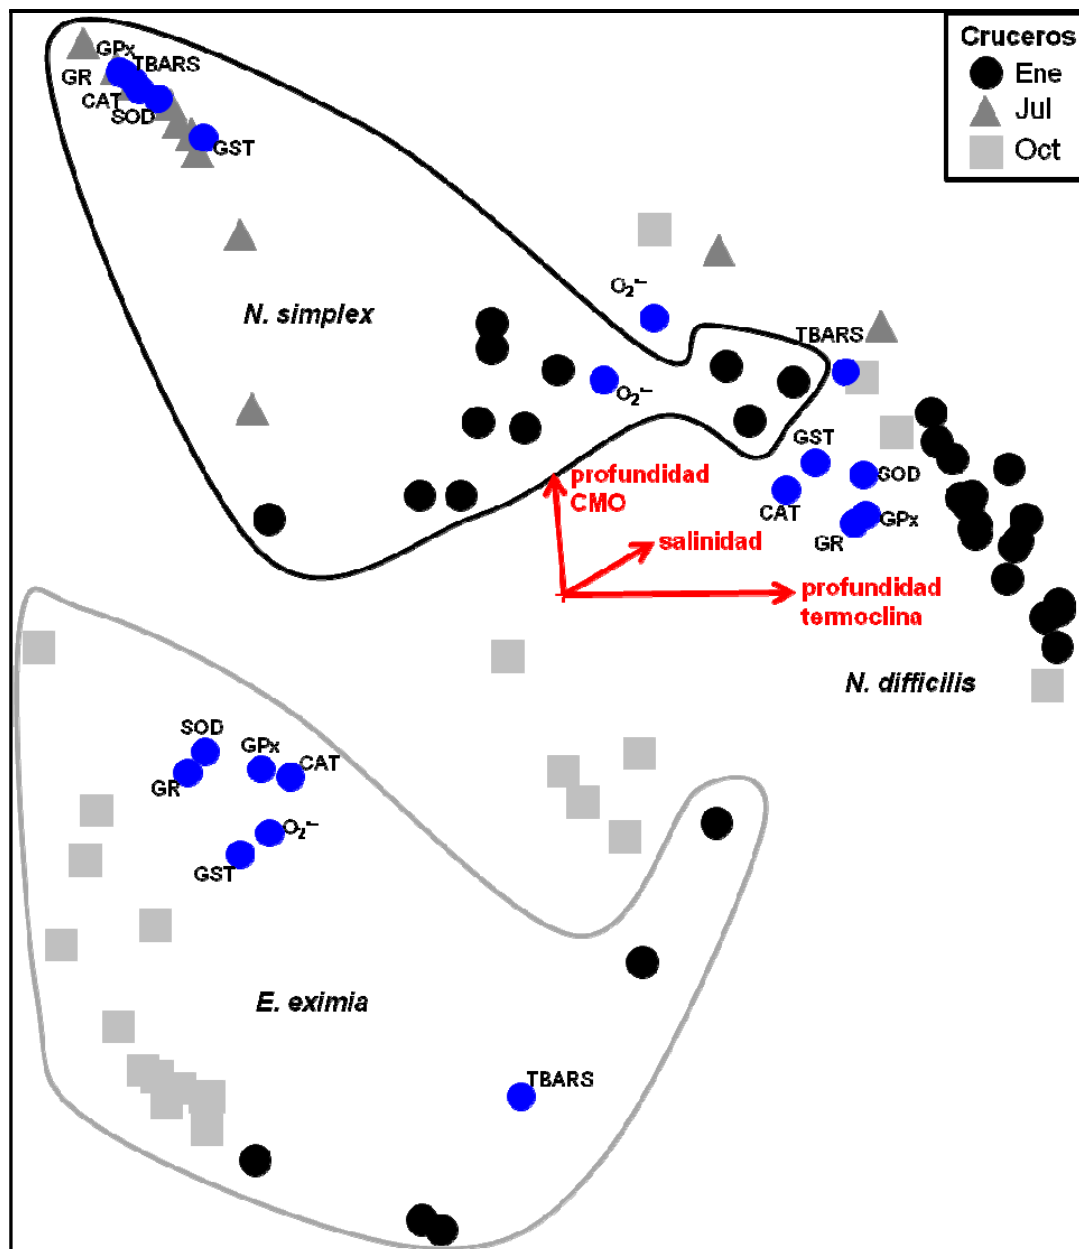 Cruceros
Ene
Jul
Oct
GPx
TBARS
GR
CAT
SOD
GST
N. simplex
O₂•–
O₂•–
TBARS
GST
SOD
CAT
GPx
GR
profundidad
CMO
salinidad
profundidad
termoclina
N. difficilis
SOD
GPx
CAT
GR
O₂•–
GST
E. eximia
TBARS